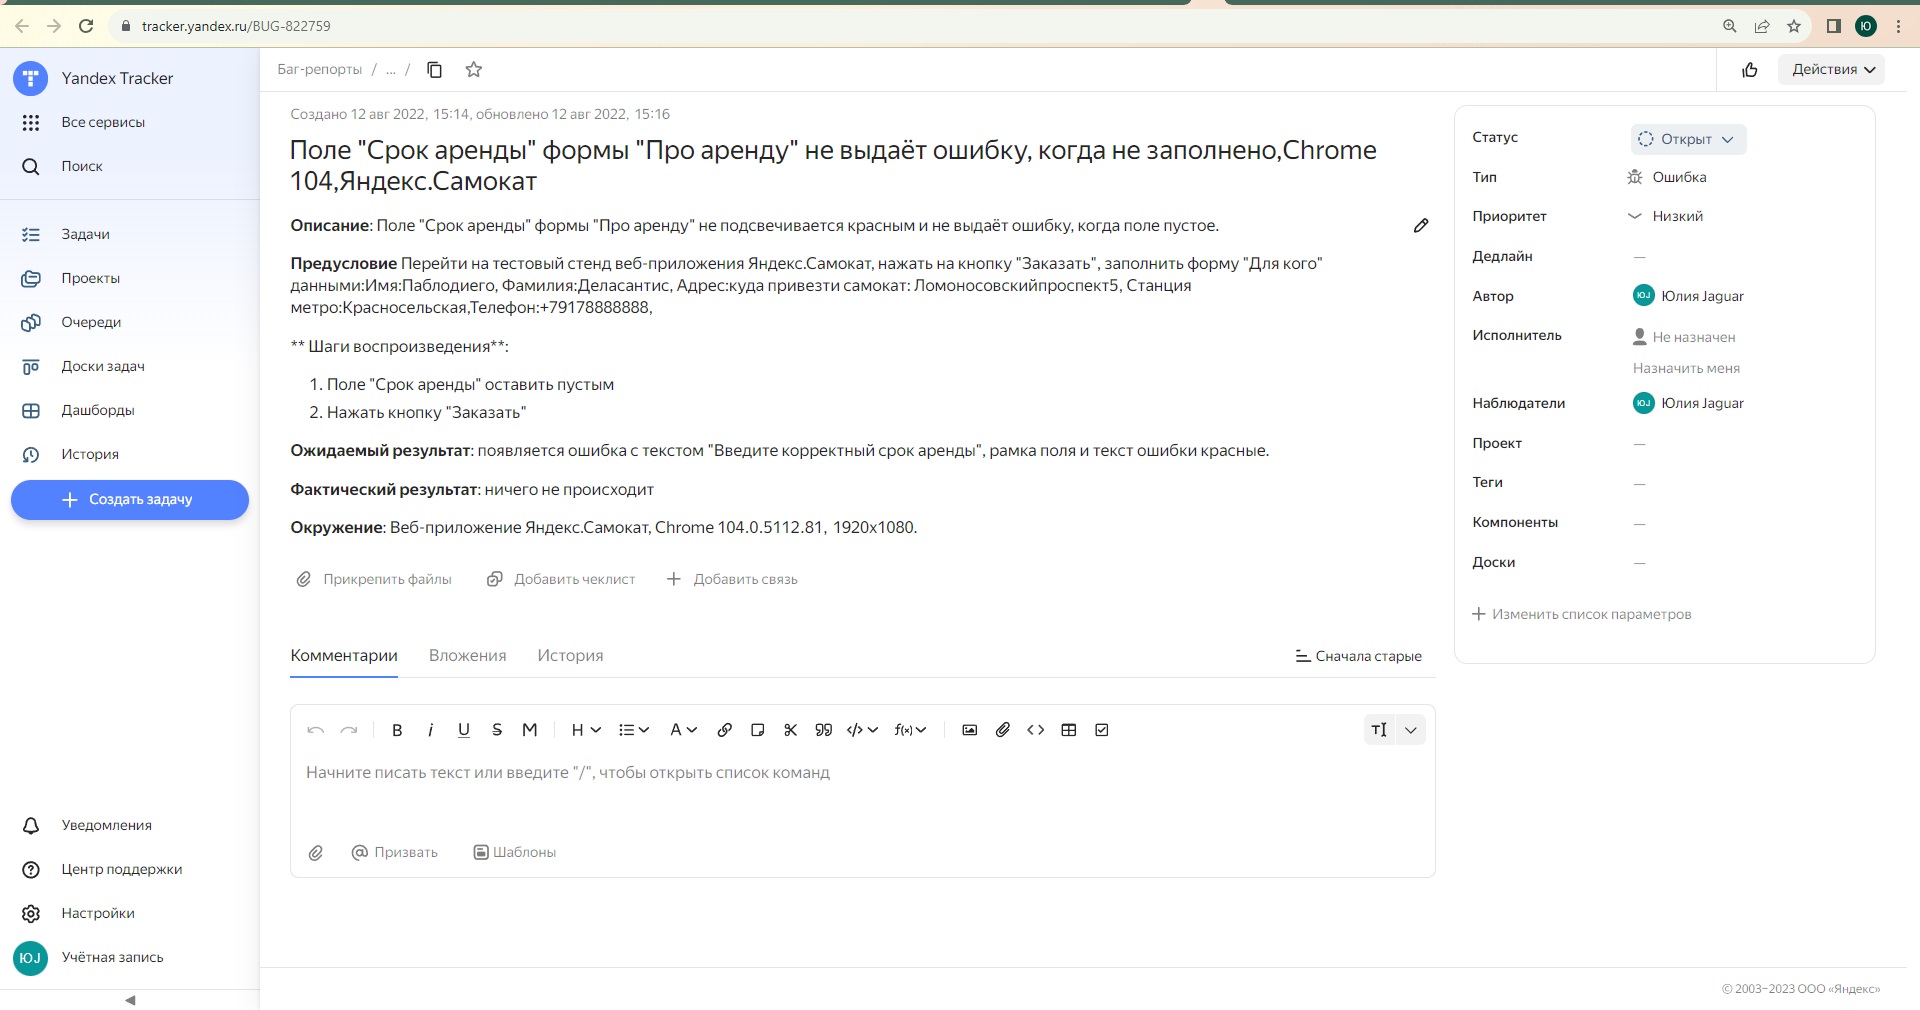 tracker.yandex.ru/BUG-822759
Ю
Yandex Tracker
Все сервисы
Поиск
Задачи
Проекты
Очереди
Доски задач
Дашборды
История
Создать задачу
Уведомления
Центр поддержки
Настройки
ЮJ
Учётная запись
Баг-репорты / ... /
Действия
Создано 12 авг 2022, 15:14, обновлено 12 авг 2022, 15:16
Поле "Срок аренды" формы "Про аренду" не выдаёт ошибку, когда не заполнено,Chrome
104,Яндекс.Самокат
Описание: Поле "Срок аренды" формы "Про аренду" не подсвечивается красным и не выдаёт ошибку, когда поле пустое.
Предусловие Перейти на тестовый стенд веб-приложения Яндекс.Самокат, нажать на кнопку "Заказать", заполнить форму "Для кого"
данными:Имя:Паблодиего, Фамилия:Деласантис, Адрес:куда привезти самокат: Ломоносовскийпроспект5, Станция
метро:Красносельская,Телефон:+79178888888,
** Шаги воспроизведения**:
1. Поле "Срок аренды" оставить пустым
2. Нажать кнопку "Заказать"
Ожидаемый результат: появляется ошибка с текстом "Введите корректный срок аренды", рамка поля и текст ошибки красные.
Фактический результат: ничего не происходит
Окружение: Веб-приложение Яндекс.Самокат, Chrome 104.0.5112.81, 1920x1080.
Прикрепить файлы Добавить чеклист Добавить связь
Комментарии Вложения История Сначала старые
B i U S M H A f(x) TI
Начните писать текст или введите "/", чтобы открыть список команд
Призвать Шаблоны
Статус Открыт
Тип Ошибка
Приоритет Низкий
Дедлайн —
Автор ЮJ Юлия Jaguar
Исполнитель Не назначен
Назначить меня
Наблюдатели ЮJ Юлия Jaguar
Проект —
Теги —
Компоненты —
Доски —
Изменить список параметров
© 2003–2023 ООО «Яндекс»